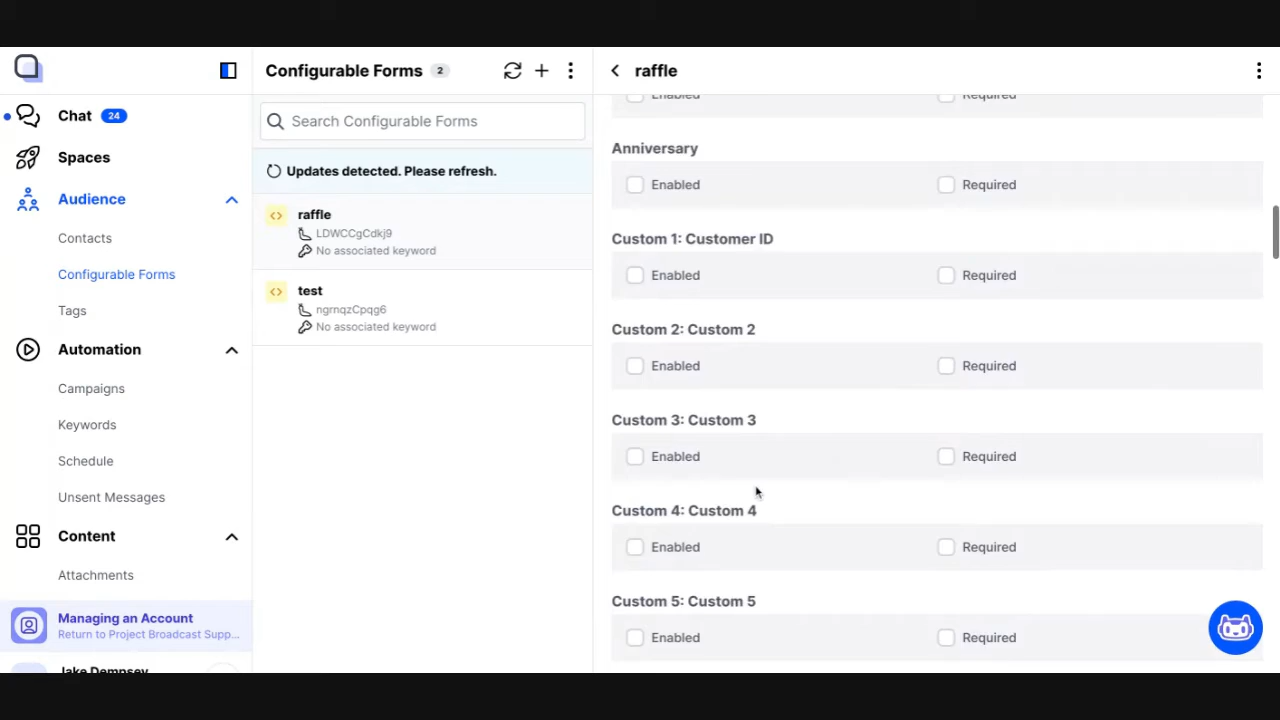 Configurable Forms 2
raffle
Chat 24
Spaces
Audience
Contacts
Configurable Forms
Tags
Automation
Campaigns
Keywords
Schedule
Unsent Messages
Content
Attachments
Managing an Account
Return to Project Broadcast Supp...
Jake Dempsey
Search Configurable Forms
Updates detected. Please refresh.
raffle
LDWCCgCdkj9
No associated keyword
test
ngrnqzCpqg6
No associated keyword
Enabled Required
Anniversary
Enabled Required
Custom 1: Customer ID
Enabled Required
Custom 2: Custom 2
Enabled Required
Custom 3: Custom 3
Enabled Required
Custom 4: Custom 4
Enabled Required
Custom 5: Custom 5
Enabled Required